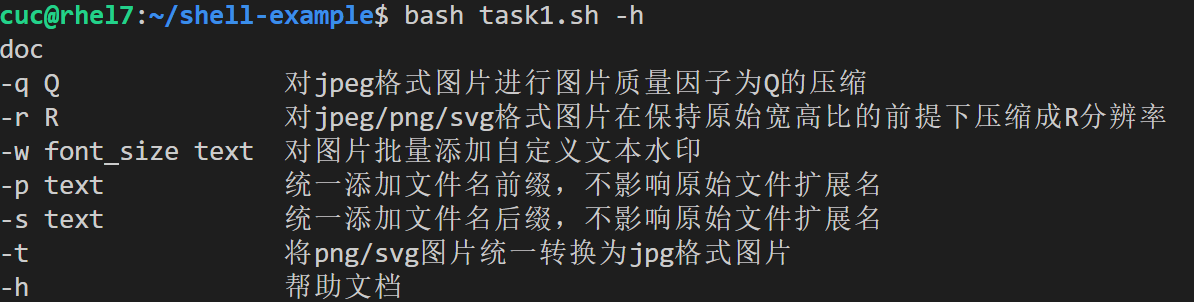 cuc@rhel7:~/shell-example$ bash task1.sh -h
doc
-q Q               对jpeg格式图片进行图片质量因子为Q的压缩
-r R               对jpeg/png/svg格式图片在保持原始宽高比的前提下压缩成R分辨率
-w font_size text  对图片批量添加自定义文本水印
-p text            统一添加文件名前缀，不影响原始文件扩展名
-s text            统一添加文件名后缀，不影响原始文件扩展名
-t                 将png/svg图片统一转换为jpg格式图片
-h                 帮助文档